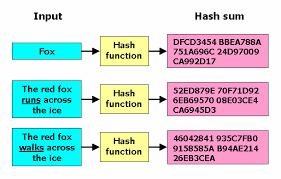 Input
Hash sum
Fox
Hash
function
DFCD3454 BBEA788A
751A696C 24D97009
CA992D17
The red fox
runs across
the ice
Hash
function
52ED879E 70F71D92
6EB69570 08E03CE4
CA6945D3
The red fox
walks across
the ice
Hash
function
46042841 935C7FB0
9158585A B94AE214
26EB3CEA